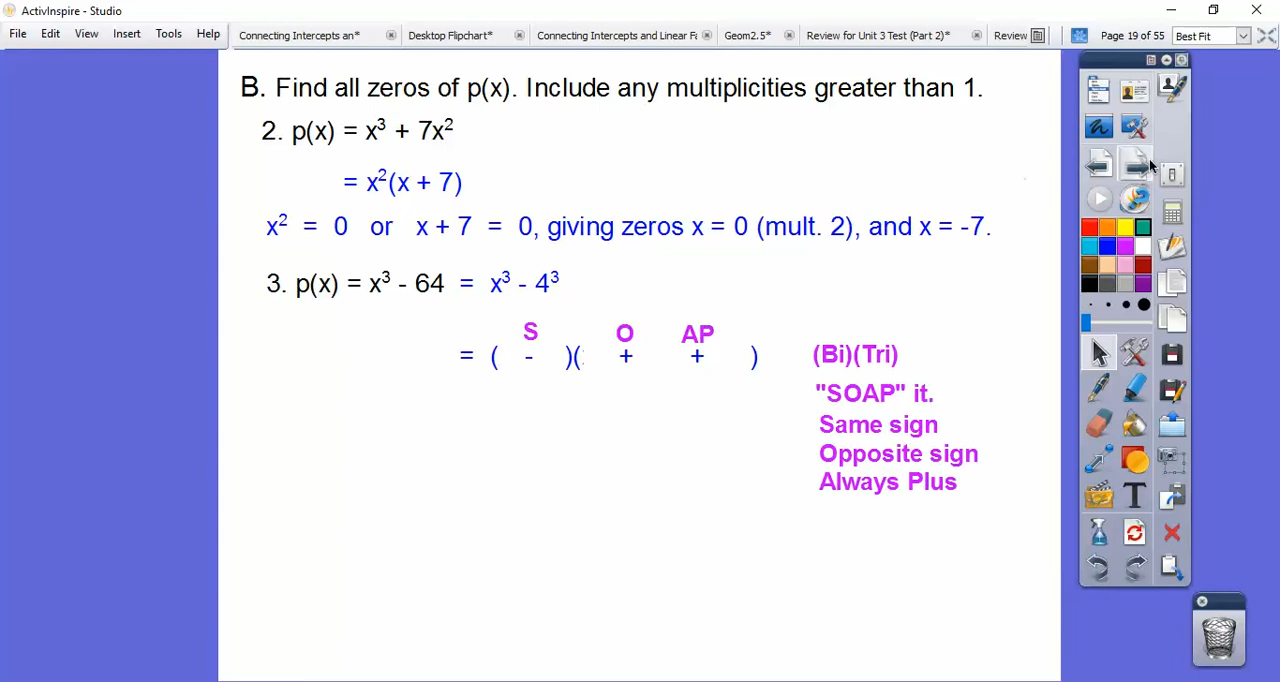 ActivInspire - Studio
File Edit View Insert Tools Help Connecting Intercepts an* Desktop Flipchart* Connecting Intercepts and Linear Fa Geom2.5* Review for Unit 3 Test (Part 2)* Review Page 19 of 55 Best Fit
B. Find all zeros of p(x). Include any multiplicities greater than 1.
2. p(x) = x³ + 7x²
= x²(x + 7)
x² = 0 or x + 7 = 0, giving zeros x = 0 (mult. 2), and x = -7.
3. p(x) = x³ - 64 = x³ - 4³
S O AP
= ( - )( + + ) (Bi)(Tri)
"SOAP" it.
Same sign
Opposite sign
Always Plus